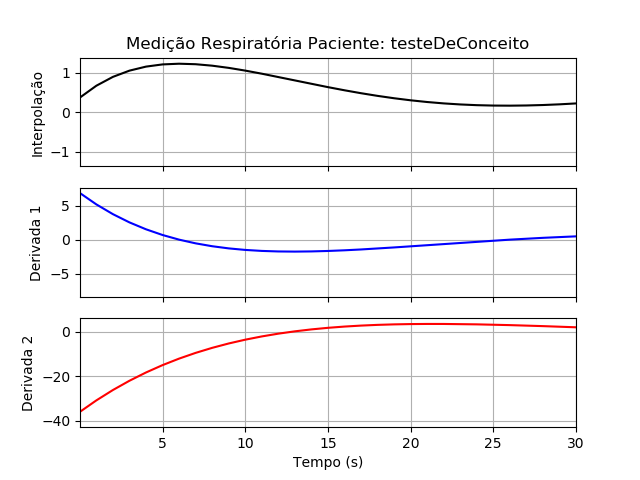 Medição Respiratória Paciente: testeDeConceito
Interpolação
1
0
−1
Derivada 1
5
0
−5
Derivada 2
0
−20
−40
5 10 15 20 25 30
Tempo (s)